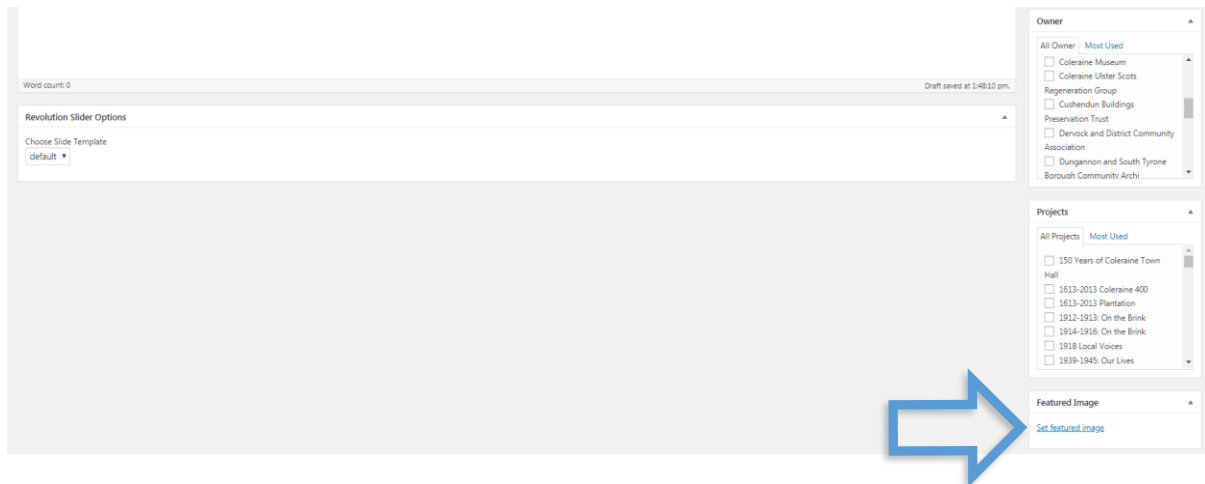 Word count: 0
Draft saved at 1:48:10 pm.
Revolution Slider Options
Choose Slide Template
default
Owner
All Owner Most Used
Coleraine Museum
Coleraine Ulster Scots
Regeneration Group
Cushendun Buildings
Preservation Trust
Dervock and District Community
Association
Dungannon and South Tyrone
Borough Community Archi
Projects
All Projects Most Used
150 Years of Coleraine Town
Hall
1613-2013 Coleraine 400
1613-2013 Plantation
1912-1913: On the Brink
1914-1916: On the Brink
1918 Local Voices
1939-1945: Our Lives
Featured Image
Set featured image